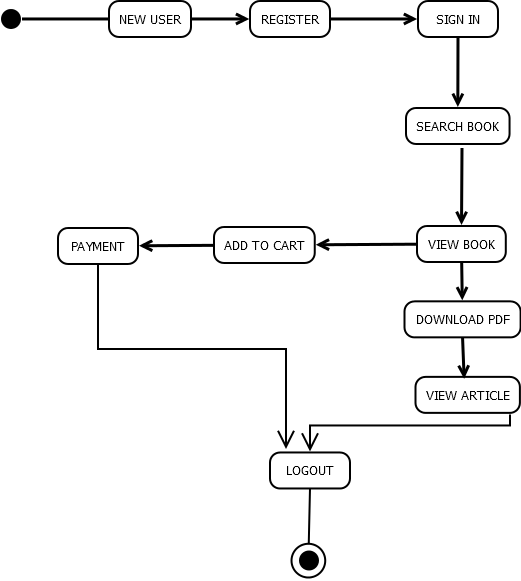 NEW USER
REGISTER
SIGN IN
SEARCH BOOK
PAYMENT
ADD TO CART
VIEW BOOK
DOWNLOAD PDF
VIEW ARTICLE
LOGOUT